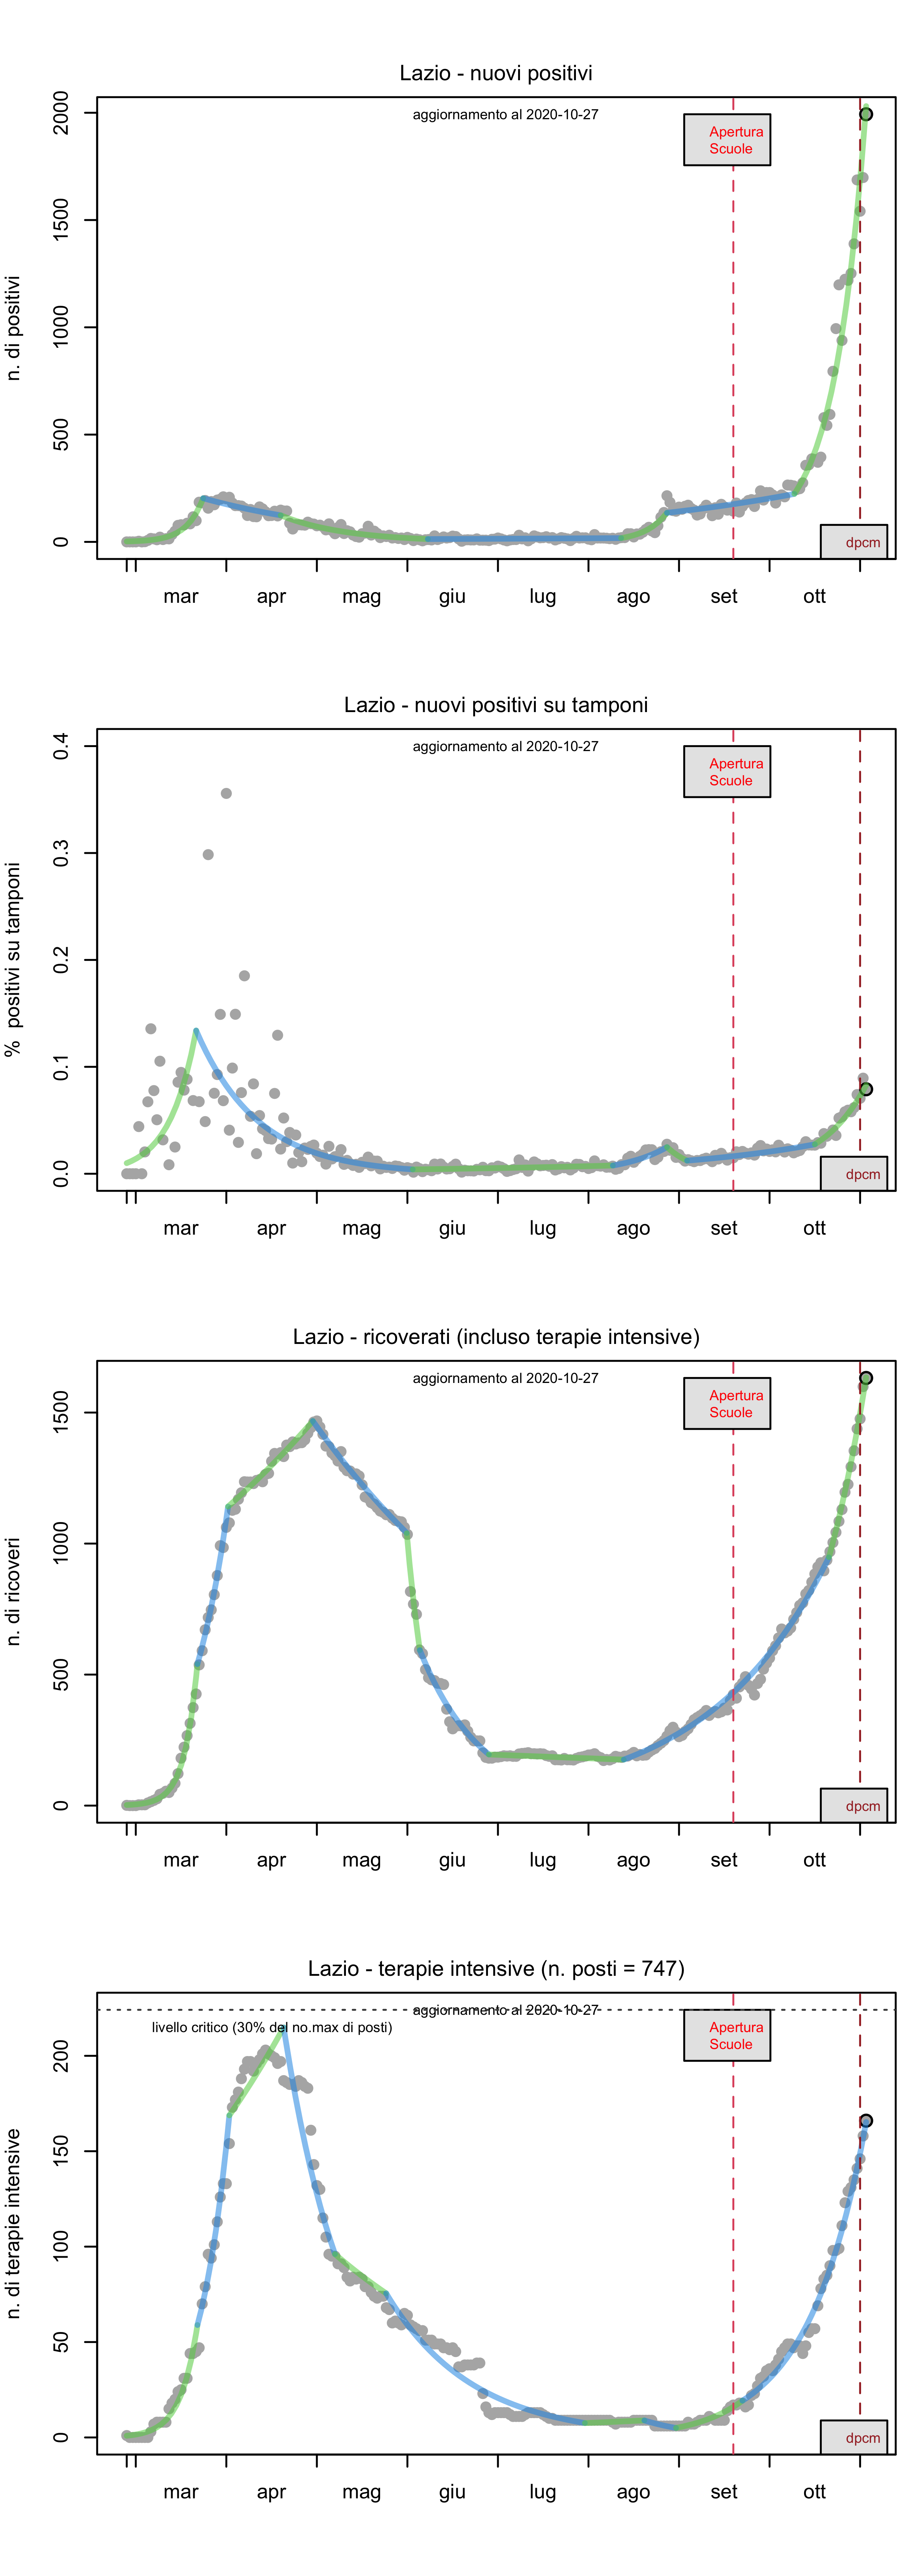 Lazio - nuovi positivi
aggiornamento al 2020-10-27
Apertura
Scuole
n. di positivi
2000
1500
1000
500
0
dpcm
mar apr mag giu lug ago set ott
Lazio - nuovi positivi su tamponi
aggiornamento al 2020-10-27
Apertura
Scuole
% positivi su tamponi
0.4
0.3
0.2
0.1
0.0
dpcm
mar apr mag giu lug ago set ott
Lazio - ricoverati (incluso terapie intensive)
aggiornamento al 2020-10-27
Apertura
Scuole
n. di ricoveri
1500
1000
500
0
dpcm
mar apr mag giu lug ago set ott
Lazio - terapie intensive (n. posti = 747)
aggiornamento al 2020-10-27
livello critico (30% del no.max di posti)
Apertura
Scuole
n. di terapie intensive
200
150
100
50
0
dpcm
mar apr mag giu lug ago set ott